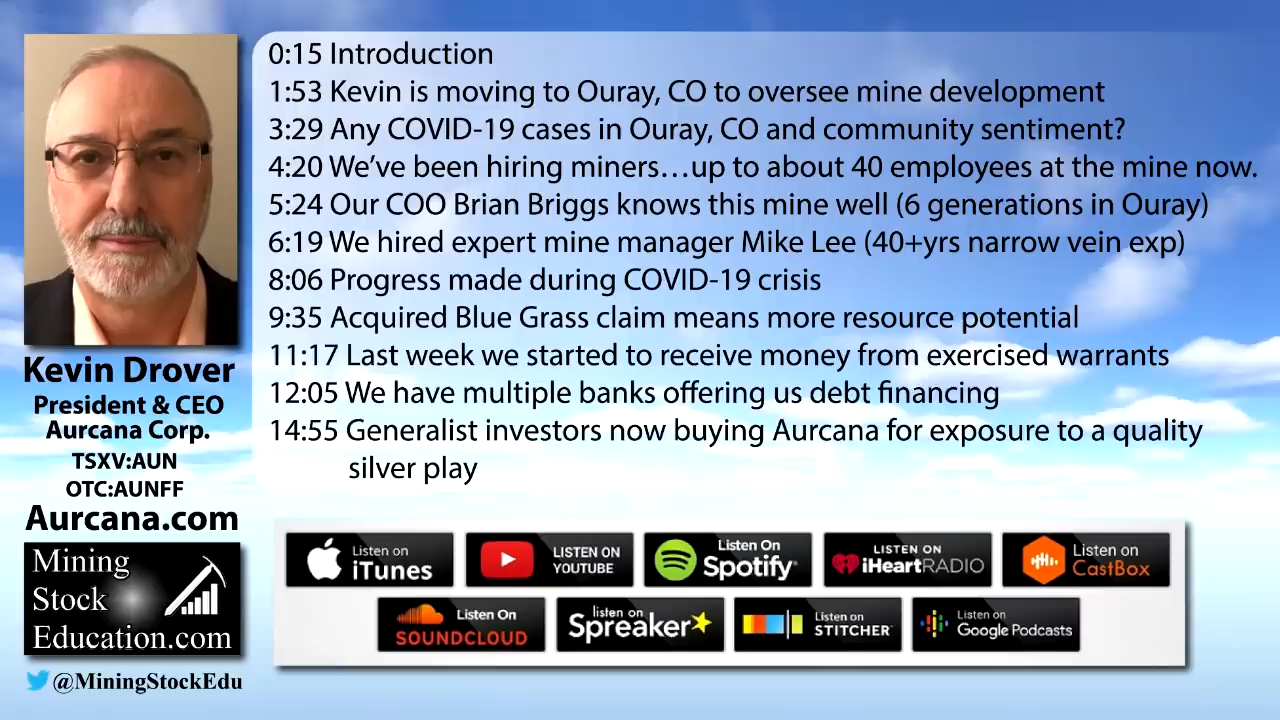 0:15 Introduction
1:53 Kevin is moving to Ouray, CO to oversee mine development
3:29 Any COVID-19 cases in Ouray, CO and community sentiment?
4:20 We’ve been hiring miners…up to about 40 employees at the mine now.
5:24 Our COO Brian Briggs knows this mine well (6 generations in Ouray)
6:19 We hired expert mine manager Mike Lee (40+yrs narrow vein exp)
8:06 Progress made during COVID-19 crisis
9:35 Acquired Blue Grass claim means more resource potential
11:17 Last week we started to receive money from exercised warrants
12:05 We have multiple banks offering us debt financing
14:55 Generalist investors now buying Aurcana for exposure to a quality
silver play
Kevin Drover
President & CEO
Aurcana Corp.
TSXV:AUN
OTC:AUNFF
Aurcana.com
Mining
Stock
Education.com
@MiningStockEdu
Listen on
iTunes
LISTEN ON
YOUTUBE
Listen On
Spotify
LISTEN ON
iHeartRADIO
Listen on
CastBox
Listen On
SOUNDCLOUD
listen on
Spreaker
Listen on
STITCHER
Listen on
Google Podcasts